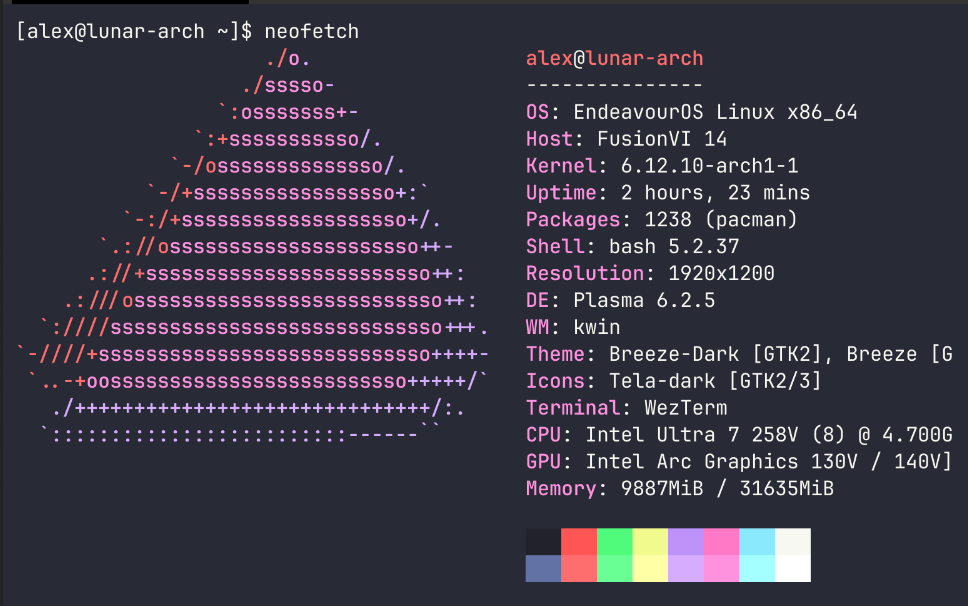 [alex@lunar-arch ~]$ neofetch
                     ./o.                  alex@lunar-arch
                   ./sssso-                ---------------
                 `:osssssss+-              OS: EndeavourOS Linux x86_64
               `:+sssssssssso/.            Host: FusionVI 14
             `-/ossssssssssssso/.          Kernel: 6.12.10-arch1-1
           `-/+sssssssssssssssso+:`        Uptime: 2 hours, 23 mins
         `-:/+sssssssssssssssssso+/.       Packages: 1238 (pacman)
       `.://osssssssssssssssssssso++-      Shell: bash 5.2.37
      .://+ssssssssssssssssssssssso++:     Resolution: 1920x1200
    .:///ossssssssssssssssssssssssso++:    DE: Plasma 6.2.5
  `:////ssssssssssssssssssssssssssso+++.   WM: kwin
`-////+ssssssssssssssssssssssssssso++++-   Theme: Breeze-Dark [GTK2], Breeze [G
 `..-+oosssssssssssssssssssssssso+++++/`   Icons: Tela-dark [GTK2/3]
   ./++++++++++++++++++++++++++++++/:.     Terminal: WezTerm
  `:::::::::::::::::::::::::------``       CPU: Intel Ultra 7 258V (8) @ 4.700G
                                           GPU: Intel Arc Graphics 130V / 140V]
                                           Memory: 9887MiB / 31635MiB